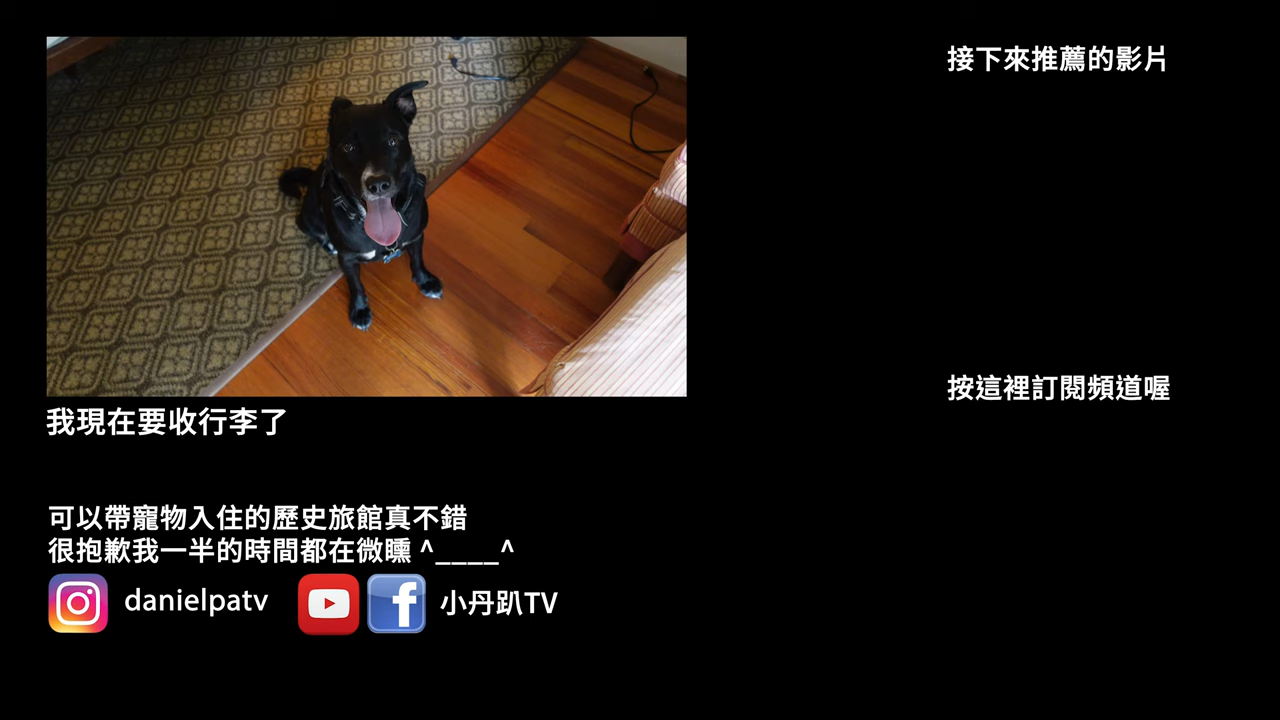 接下來推薦的影片
按這裡訂閱頻道喔
我現在要收行李了
可以帶寵物入住的歷史旅館真不錯
很抱歉我一半的時間都在微醺 ^____^
danielpatv
小丹趴TV